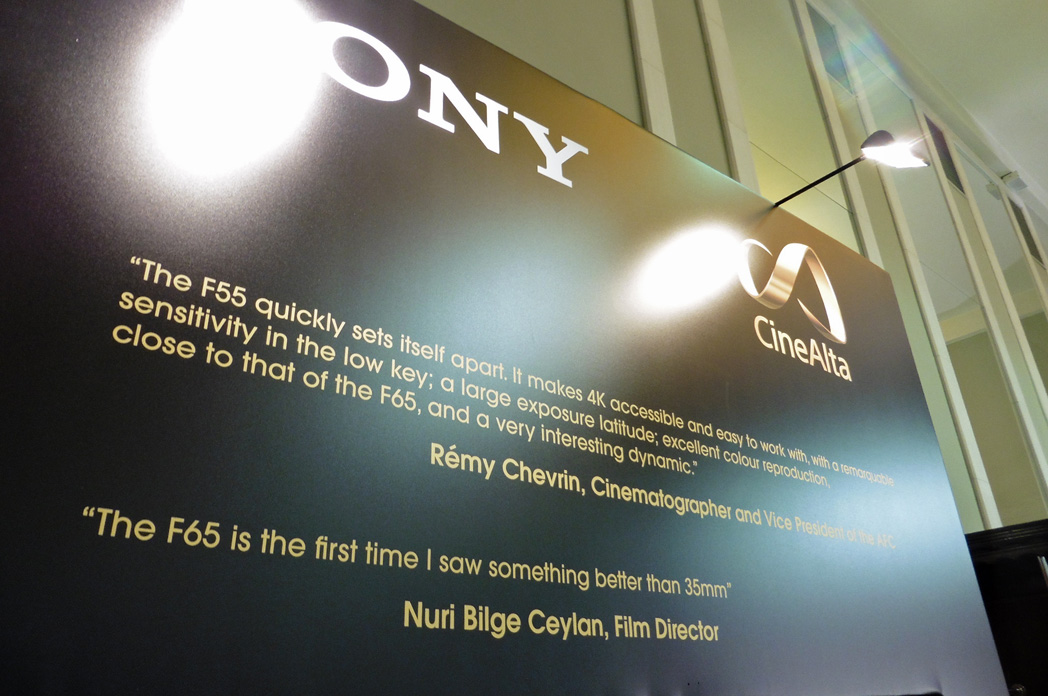 SONY
CineAlta
“The F55 quickly sets itself apart. It makes 4K accessible and easy to work with, with a remarquable
sensitivity in the low key; a large exposure latitude; excellent colour reproduction,
close to that of the F65, and a very interesting dynamic.”
Rémy Chevrin, Cinematographer and Vice President of the AFC
“The F65 is the first time I saw something better than 35mm”
Nuri Bilge Ceylan, Film Director